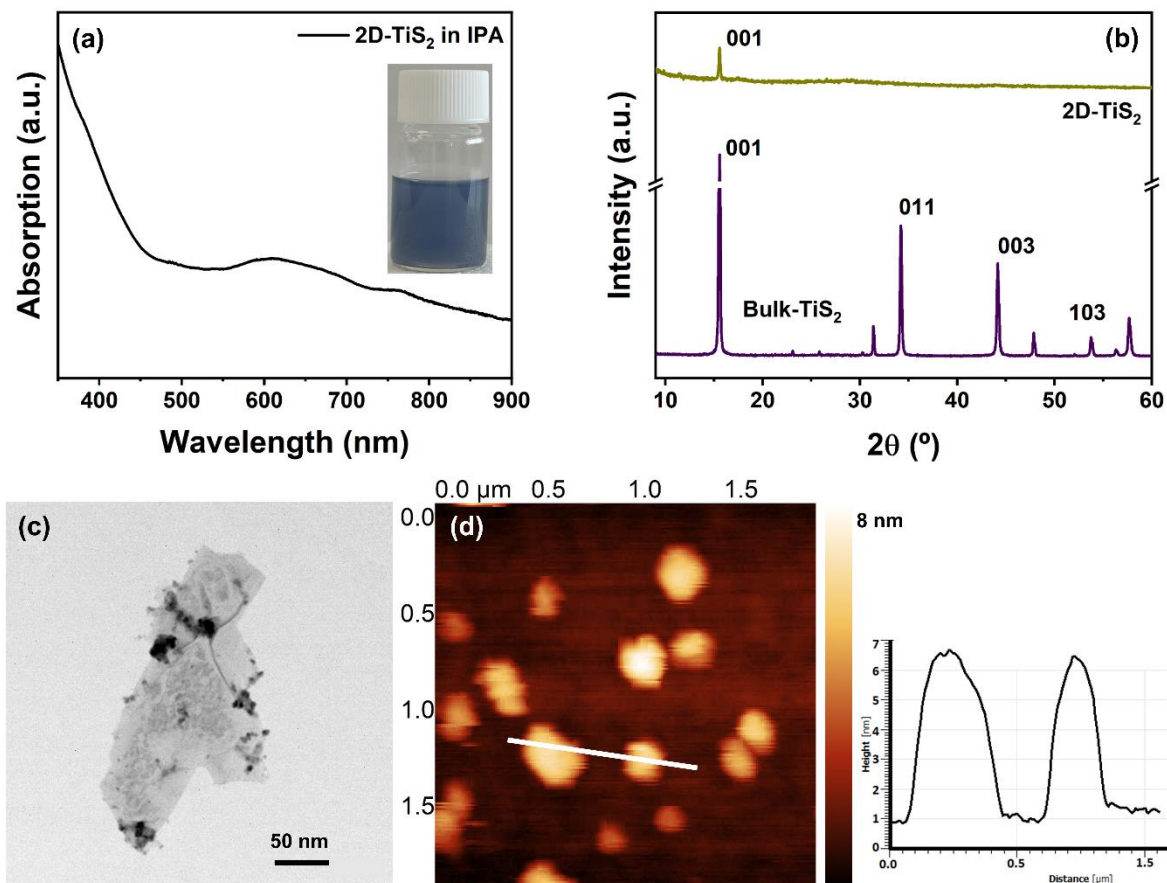 (a)
2D-TiS₂ in IPA
Absorption (a.u.)
400 500 600 700 800 900
Wavelength (nm)
(b)
001
2D-TiS₂
001
011
003
Bulk-TiS₂
103
Intensity (a.u.)
10 20 30 40 50 60
2θ (º)
(c)
50 nm
0.0 µm 0.5 1.0 1.5
0.0
(d)
0.5
1.0
1.5
8 nm
7
6
5
4
3
2
1
0
Height [nm]
0.0 0.5 1.5
Distance [µm]